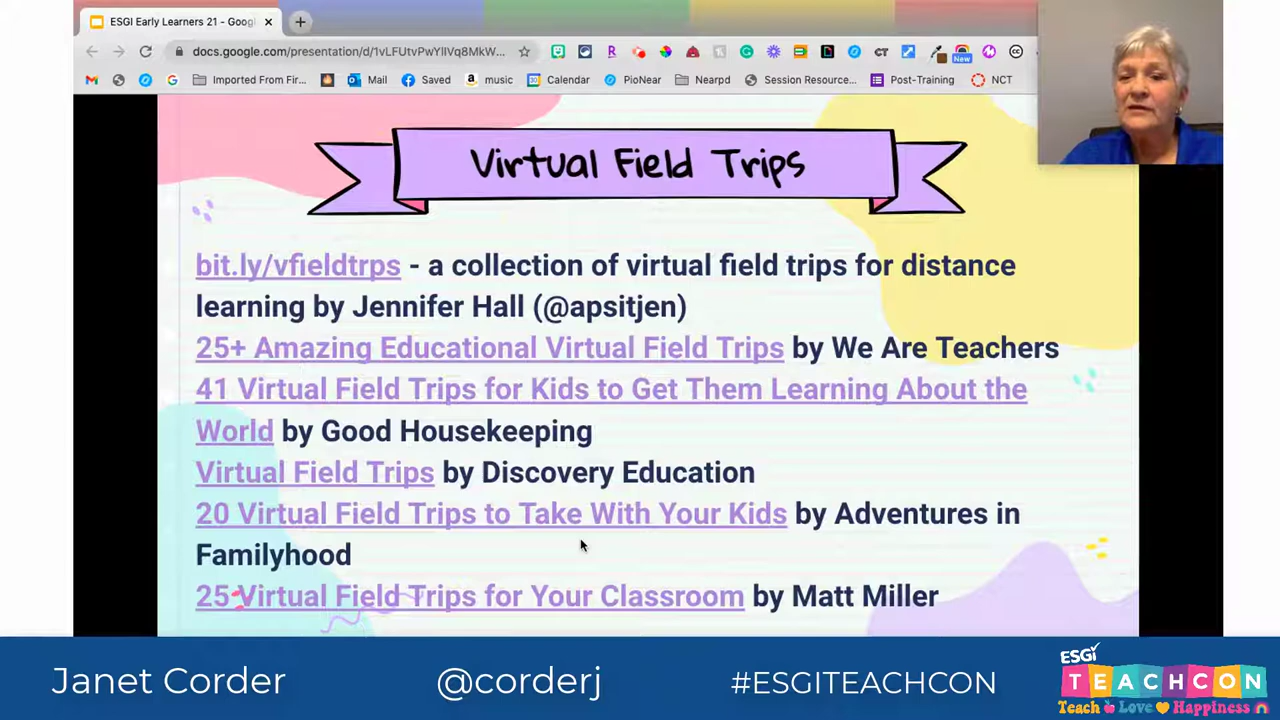 ESGI Early Learners 21 - Googl
docs.google.com/presentation/d/1vLFUtvPwYlIVq8MkW...
New
Imported From Fir...
Mail
Saved
music
Calendar
PioNear
Nearpd
Session Resource...
Post-Training
NCT
Virtual Field Trips
bit.ly/vfieldtrps - a collection of virtual field trips for distance
learning by Jennifer Hall (@apsitjen)
25+ Amazing Educational Virtual Field Trips by We Are Teachers
41 Virtual Field Trips for Kids to Get Them Learning About the
World by Good Housekeeping
Virtual Field Trips by Discovery Education
20 Virtual Field Trips to Take With Your Kids by Adventures in
Familyhood
25 Virtual Field Trips for Your Classroom by Matt Miller
Janet Corder
@corderj
#ESGITEACHCON
ESGi
TEACHCON
Teach Love Happiness